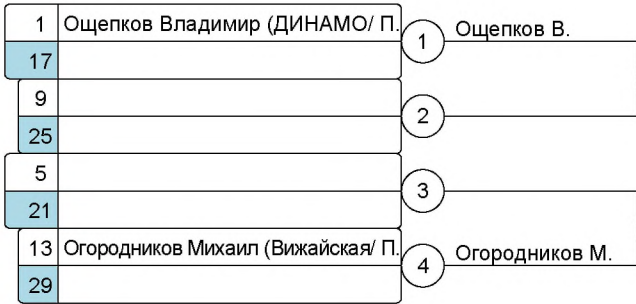 1 Ощепков Владимир (ДИНАМО/ П.
17
1 Ощепков В.
9
25
2
5
21
3
13 Огородников Михаил (Вижайская/ П.
29
4 Огородников М.